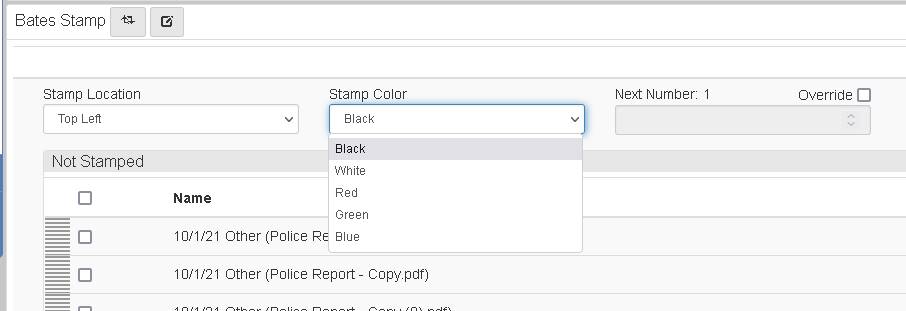 Bates Stamp
Stamp Location Stamp Color Next Number: 1 Override
Top Left Black
Black
Not Stamped
White
Name
Red
Green
10/1/21 Other (Police Re
Blue
10/1/21 Other (Police Report - Copy.pdf)
10/1/21 Other (Police Report - Copy (9).pdf)